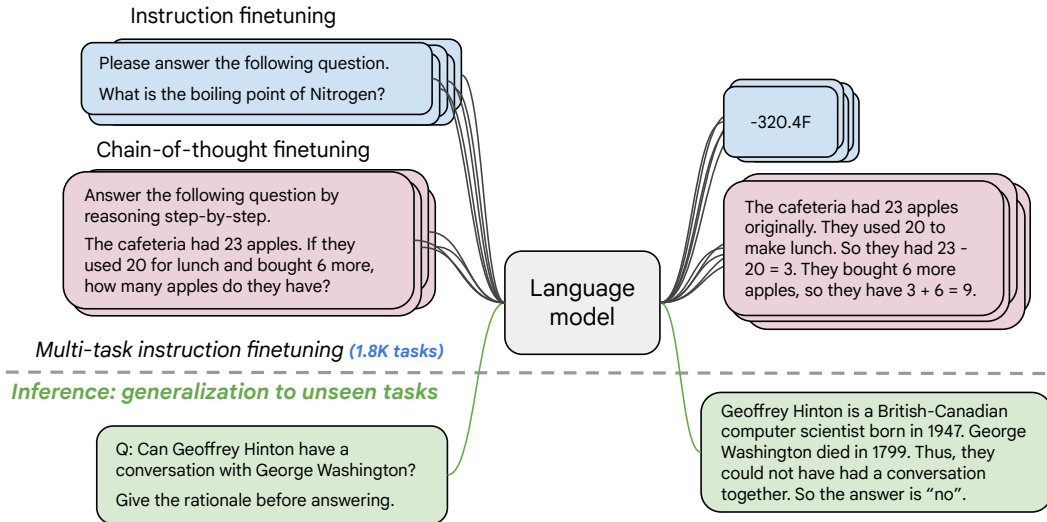 Instruction finetuning
Please answer the following question.
What is the boiling point of Nitrogen?
-320.4F
Chain-of-thought finetuning
Answer the following question by
reasoning step-by-step.
The cafeteria had 23 apples. If they
used 20 for lunch and bought 6 more,
how many apples do they have?
Language
model
The cafeteria had 23 apples
originally. They used 20 to
make lunch. So they had 23 -
20 = 3. They bought 6 more
apples, so they have 3 + 6 = 9.
Multi-task instruction finetuning (1.8K tasks)
Inference: generalization to unseen tasks
Q: Can Geoffrey Hinton have a
conversation with George Washington?
Give the rationale before answering.
Geoffrey Hinton is a British-Canadian
computer scientist born in 1947. George
Washington died in 1799. Thus, they
could not have had a conversation
together. So the answer is “no”.